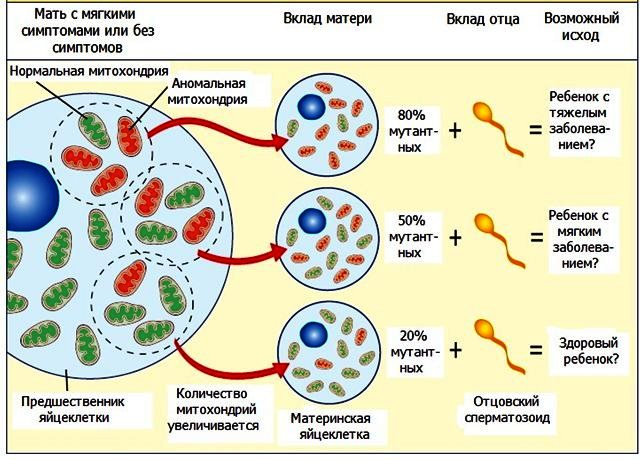 Мать с мягкими
симптомами или без
симптомов
Вклад матери
Вклад отца
Возможный
исход
Нормальная митохондрия
Аномальная
митохондрия
80%
мутант-
ных
+
=
Ребенок с
тяжелым
заболева-
нием?
50%
мутант-
ных
+
=
Ребенок с
мягким
заболева-
нием?
20%
мутант-
ных
+
=
Здоровый
ребенок?
Предшественник
яйцеклетки
Количество
митохондрий
увеличивается
Материнская
яйцеклетка
Отцовский
сперматозоид